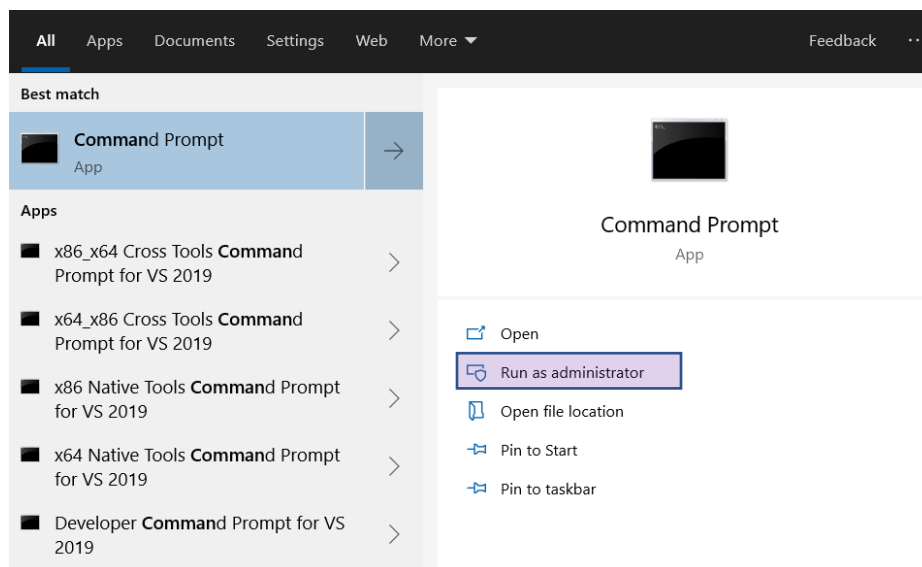 All Apps Documents Settings Web More Feedback ...
Best match
Command Prompt
App
Apps
x86_x64 Cross Tools Command
Prompt for VS 2019
x64_x86 Cross Tools Command
Prompt for VS 2019
x86 Native Tools Command Prompt
for VS 2019
x64 Native Tools Command Prompt
for VS 2019
Developer Command Prompt for VS
2019
Command Prompt
App
Open
Run as administrator
Open file location
Pin to Start
Pin to taskbar